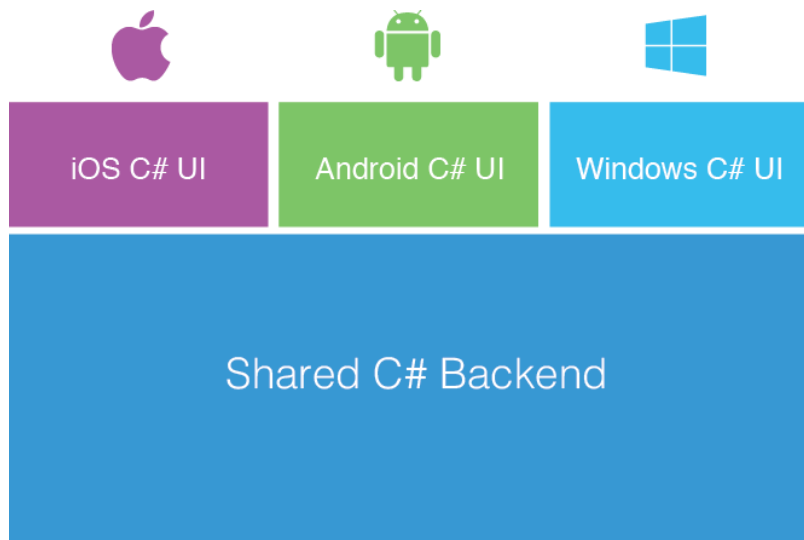 iOS C# UI
Android C# UI
Windows C# UI
Shared C# Backend